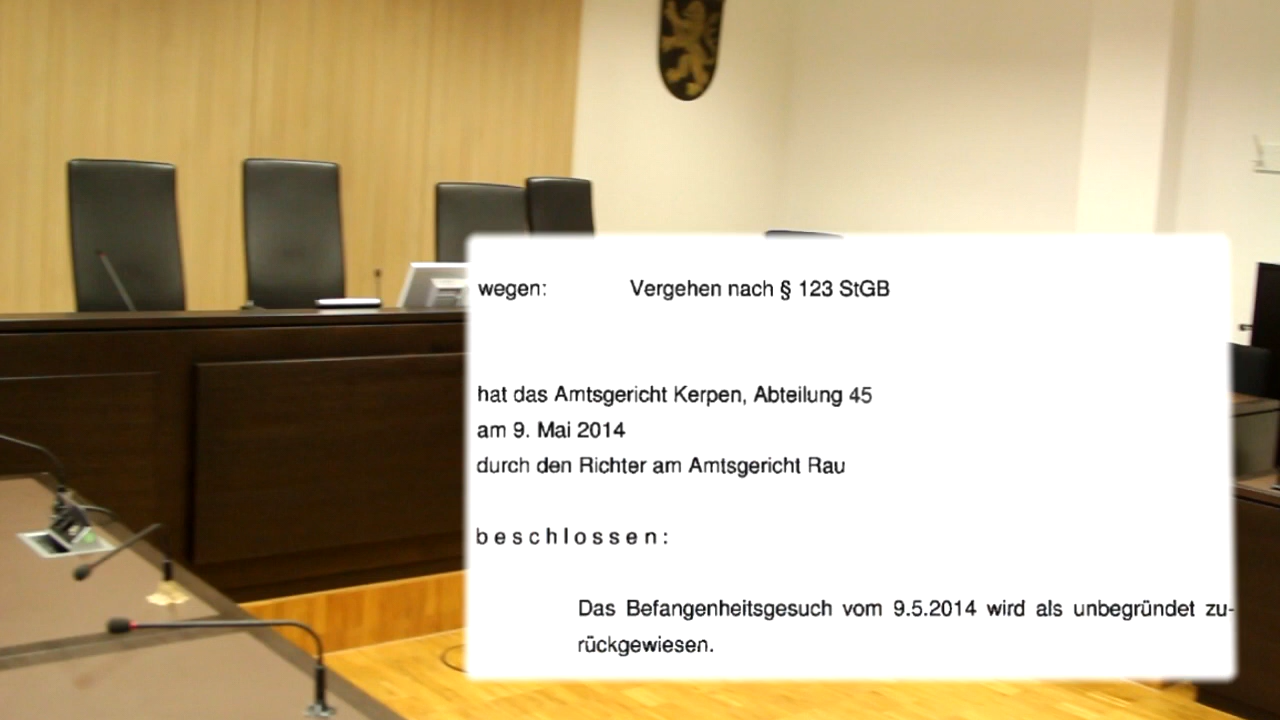 wegen: Vergehen nach § 123 StGB
hat das Amtsgericht Kerpen, Abteilung 45
am 9. Mai 2014
durch den Richter am Amtsgericht Rau
beschlossen:
Das Befangenheitsgesuch vom 9.5.2014 wird als unbegründet zu-
rückgewiesen.